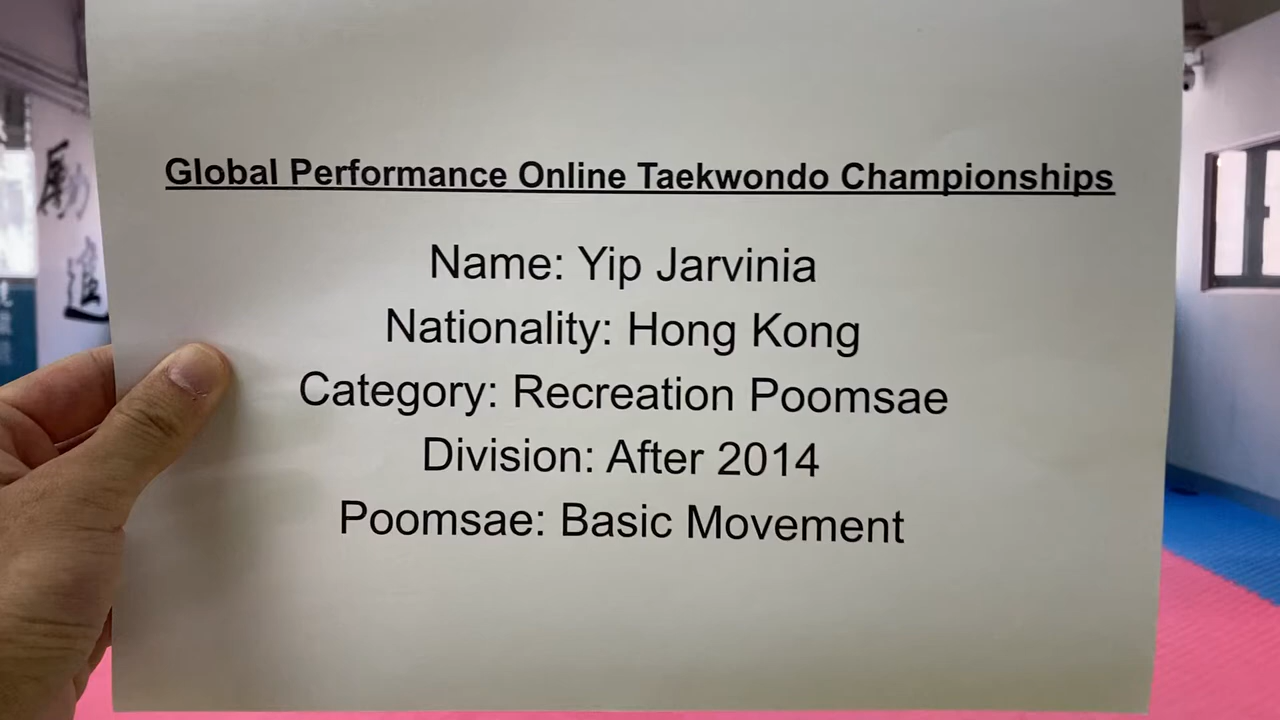 Global Performance Online Taekwondo Championships
Name: Yip Jarvinia
Nationality: Hong Kong
Category: Recreation Poomsae
Division: After 2014
Poomsae: Basic Movement